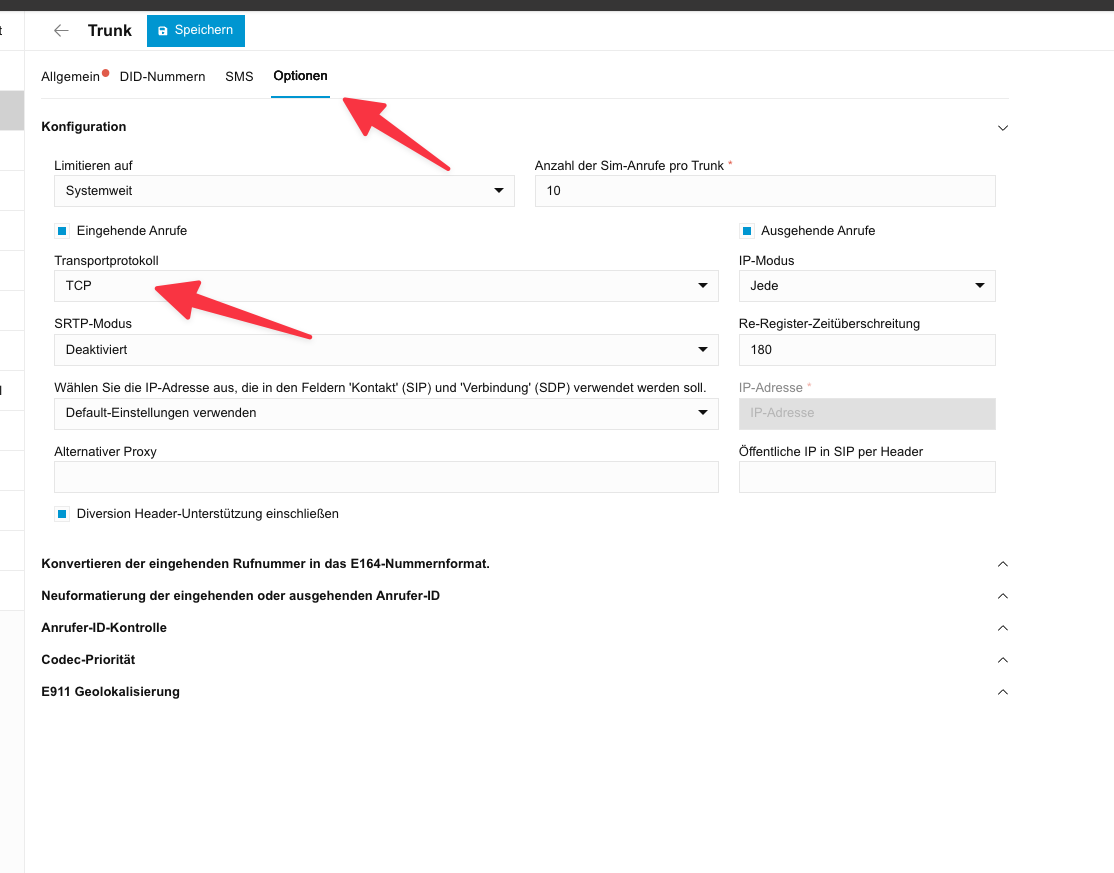 t
Trunk Speichern
Allgemein DID-Nummern SMS Optionen
Konfiguration
Limitieren auf Anzahl der Sim-Anrufe pro Trunk *
Systemweit 10
Eingehende Anrufe Ausgehende Anrufe
Transportprotokoll IP-Modus
TCP Jede
SRTP-Modus Re-Register-Zeitüberschreitung
Deaktiviert 180
Wählen Sie die IP-Adresse aus, die in den Feldern 'Kontakt' (SIP) und 'Verbindung' (SDP) verwendet werden soll. IP-Adresse *
Default-Einstellungen verwenden IP-Adresse
Alternativer Proxy Öffentliche IP in SIP per Header
Diversion Header-Unterstützung einschließen
Konvertieren der eingehenden Rufnummer in das E164-Nummernformat.
Neuformatierung der eingehenden oder ausgehenden Anrufer-ID
Anrufer-ID-Kontrolle
Codec-Priorität
E911 Geolokalisierung